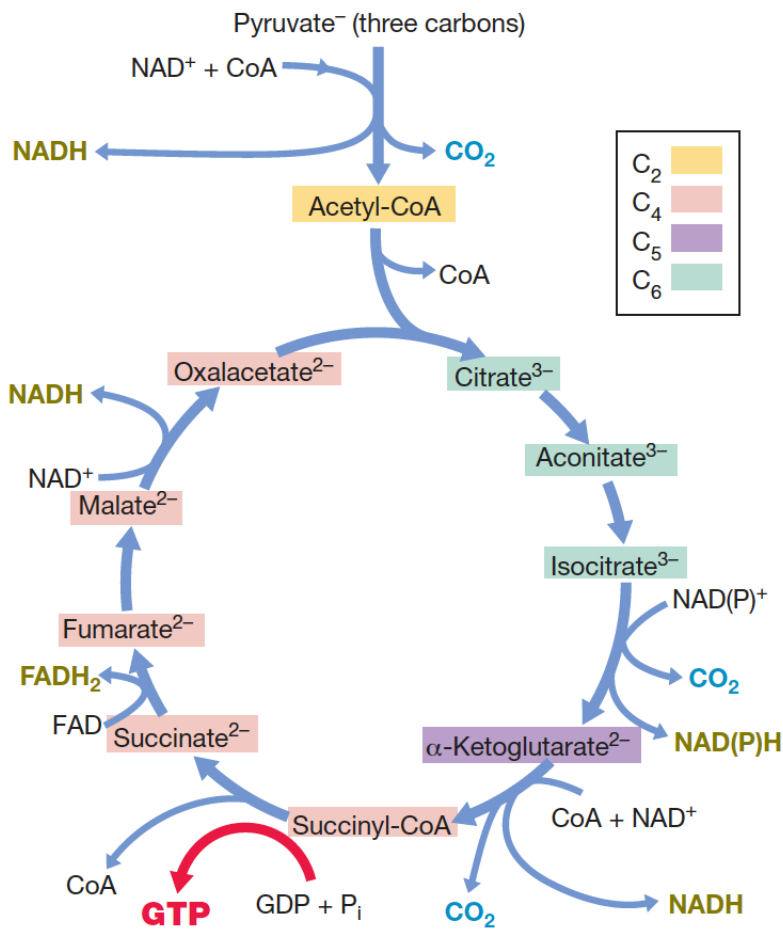 Pyruvate⁻ (three carbons)
NAD⁺ + CoA
NADH
CO₂
C₂
C₄
C₅
C₆
Acetyl-CoA
CoA
Oxalacetate²⁻
Citrate³⁻
NADH
Aconitate³⁻
NAD⁺
Malate²⁻
Isocitrate³⁻
NAD(P)⁺
Fumarate²⁻
FADH₂
CO₂
FAD
Succinate²⁻
α-Ketoglutarate²⁻
NAD(P)H
Succinyl-CoA
CoA + NAD⁺
CoA
GTP
GDP + Pᵢ
CO₂
NADH